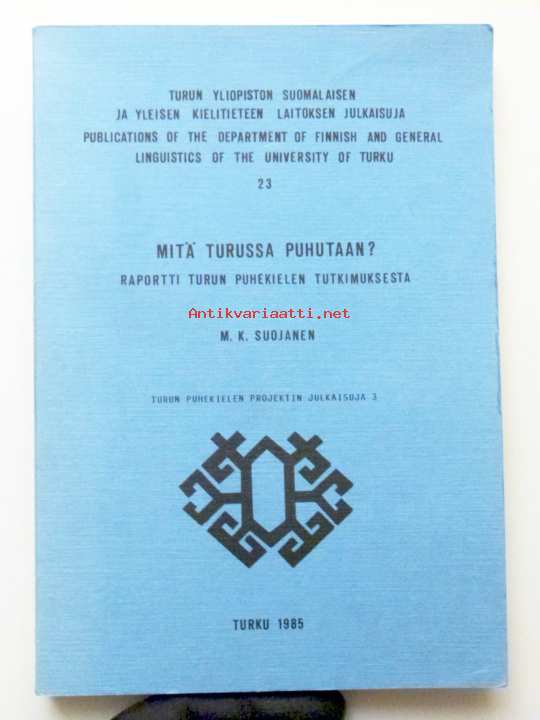 TURUN YLIOPISTON SUOMALAISEN
JA YLEISEN KIELITIETEEN LAITOKSEN JULKAISUJA
PUBLICATIONS OF THE DEPARTMENT OF FINNISH AND GENERAL
LINGUISTICS OF THE UNIVERSITY OF TURKU
23
MITÄ TURUSSA PUHUTAAN?
RAPORTTI TURUN PUHEKIELEN TUTKIMUKSESTA
Antikvariaatti.net
M. K. SUOJANEN
TURUN PUHEKIELEN PROJEKTIN JULKAISUJA 3
TURKU 1985